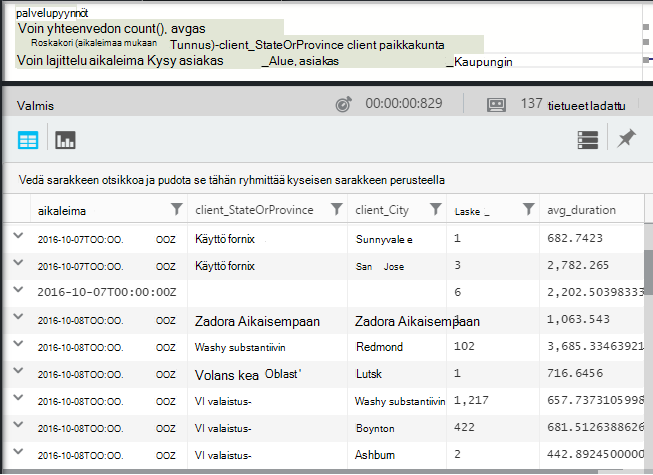 palvelupyynnöt
Voin yhteenvedon count(), avgas
Roskakori (aikaleimaa mukaan Tunnus)-client_StateOrProvince client paikkakunta
Voin lajittelu aikaleima Kysy asiakas _Alue, asiakas _Kaupungin
Valmis 00:00:00:829 137 tietueet ladattu
Vedä sarakkeen otsikkoa ja pudota se tähän ryhmittää kyseisen sarakkeen perusteella
aikaleima client_StateOrProvince client_City Laske _ avg_duration
2016-10-07TOO:OO. OOZ Käyttö fornix Sunnyvale e 1 682.7423
2016-10-07TOO:OO. OOZ Käyttö fornix San Jose 3 2,782.265
2016-10-07T00:00:00Z 6 2,202.50398333
2016-10-08TOO:OO. OOZ Zadora Aikaisempaan Zadora Aikaisempaan 1,063.543
2016-10-08TOO:OO. OOZ Washy substantiivin Redmond 102 3,685.33463921
2016-10-08TOO:OO. OOZ Volans kea Oblast' Lutsk 1 716.6456
2016-10-08TOO:OO. OOZ VI valaistus- Washy substantiivin 1,217 657.7373105998
2016-10-08TOO:OO. OOZ VI valaistus- Boynton 422 681.5126388626
2016-10-08TOO:OO. OOZ VI valaistus- Ashbum 2 442.8924500000